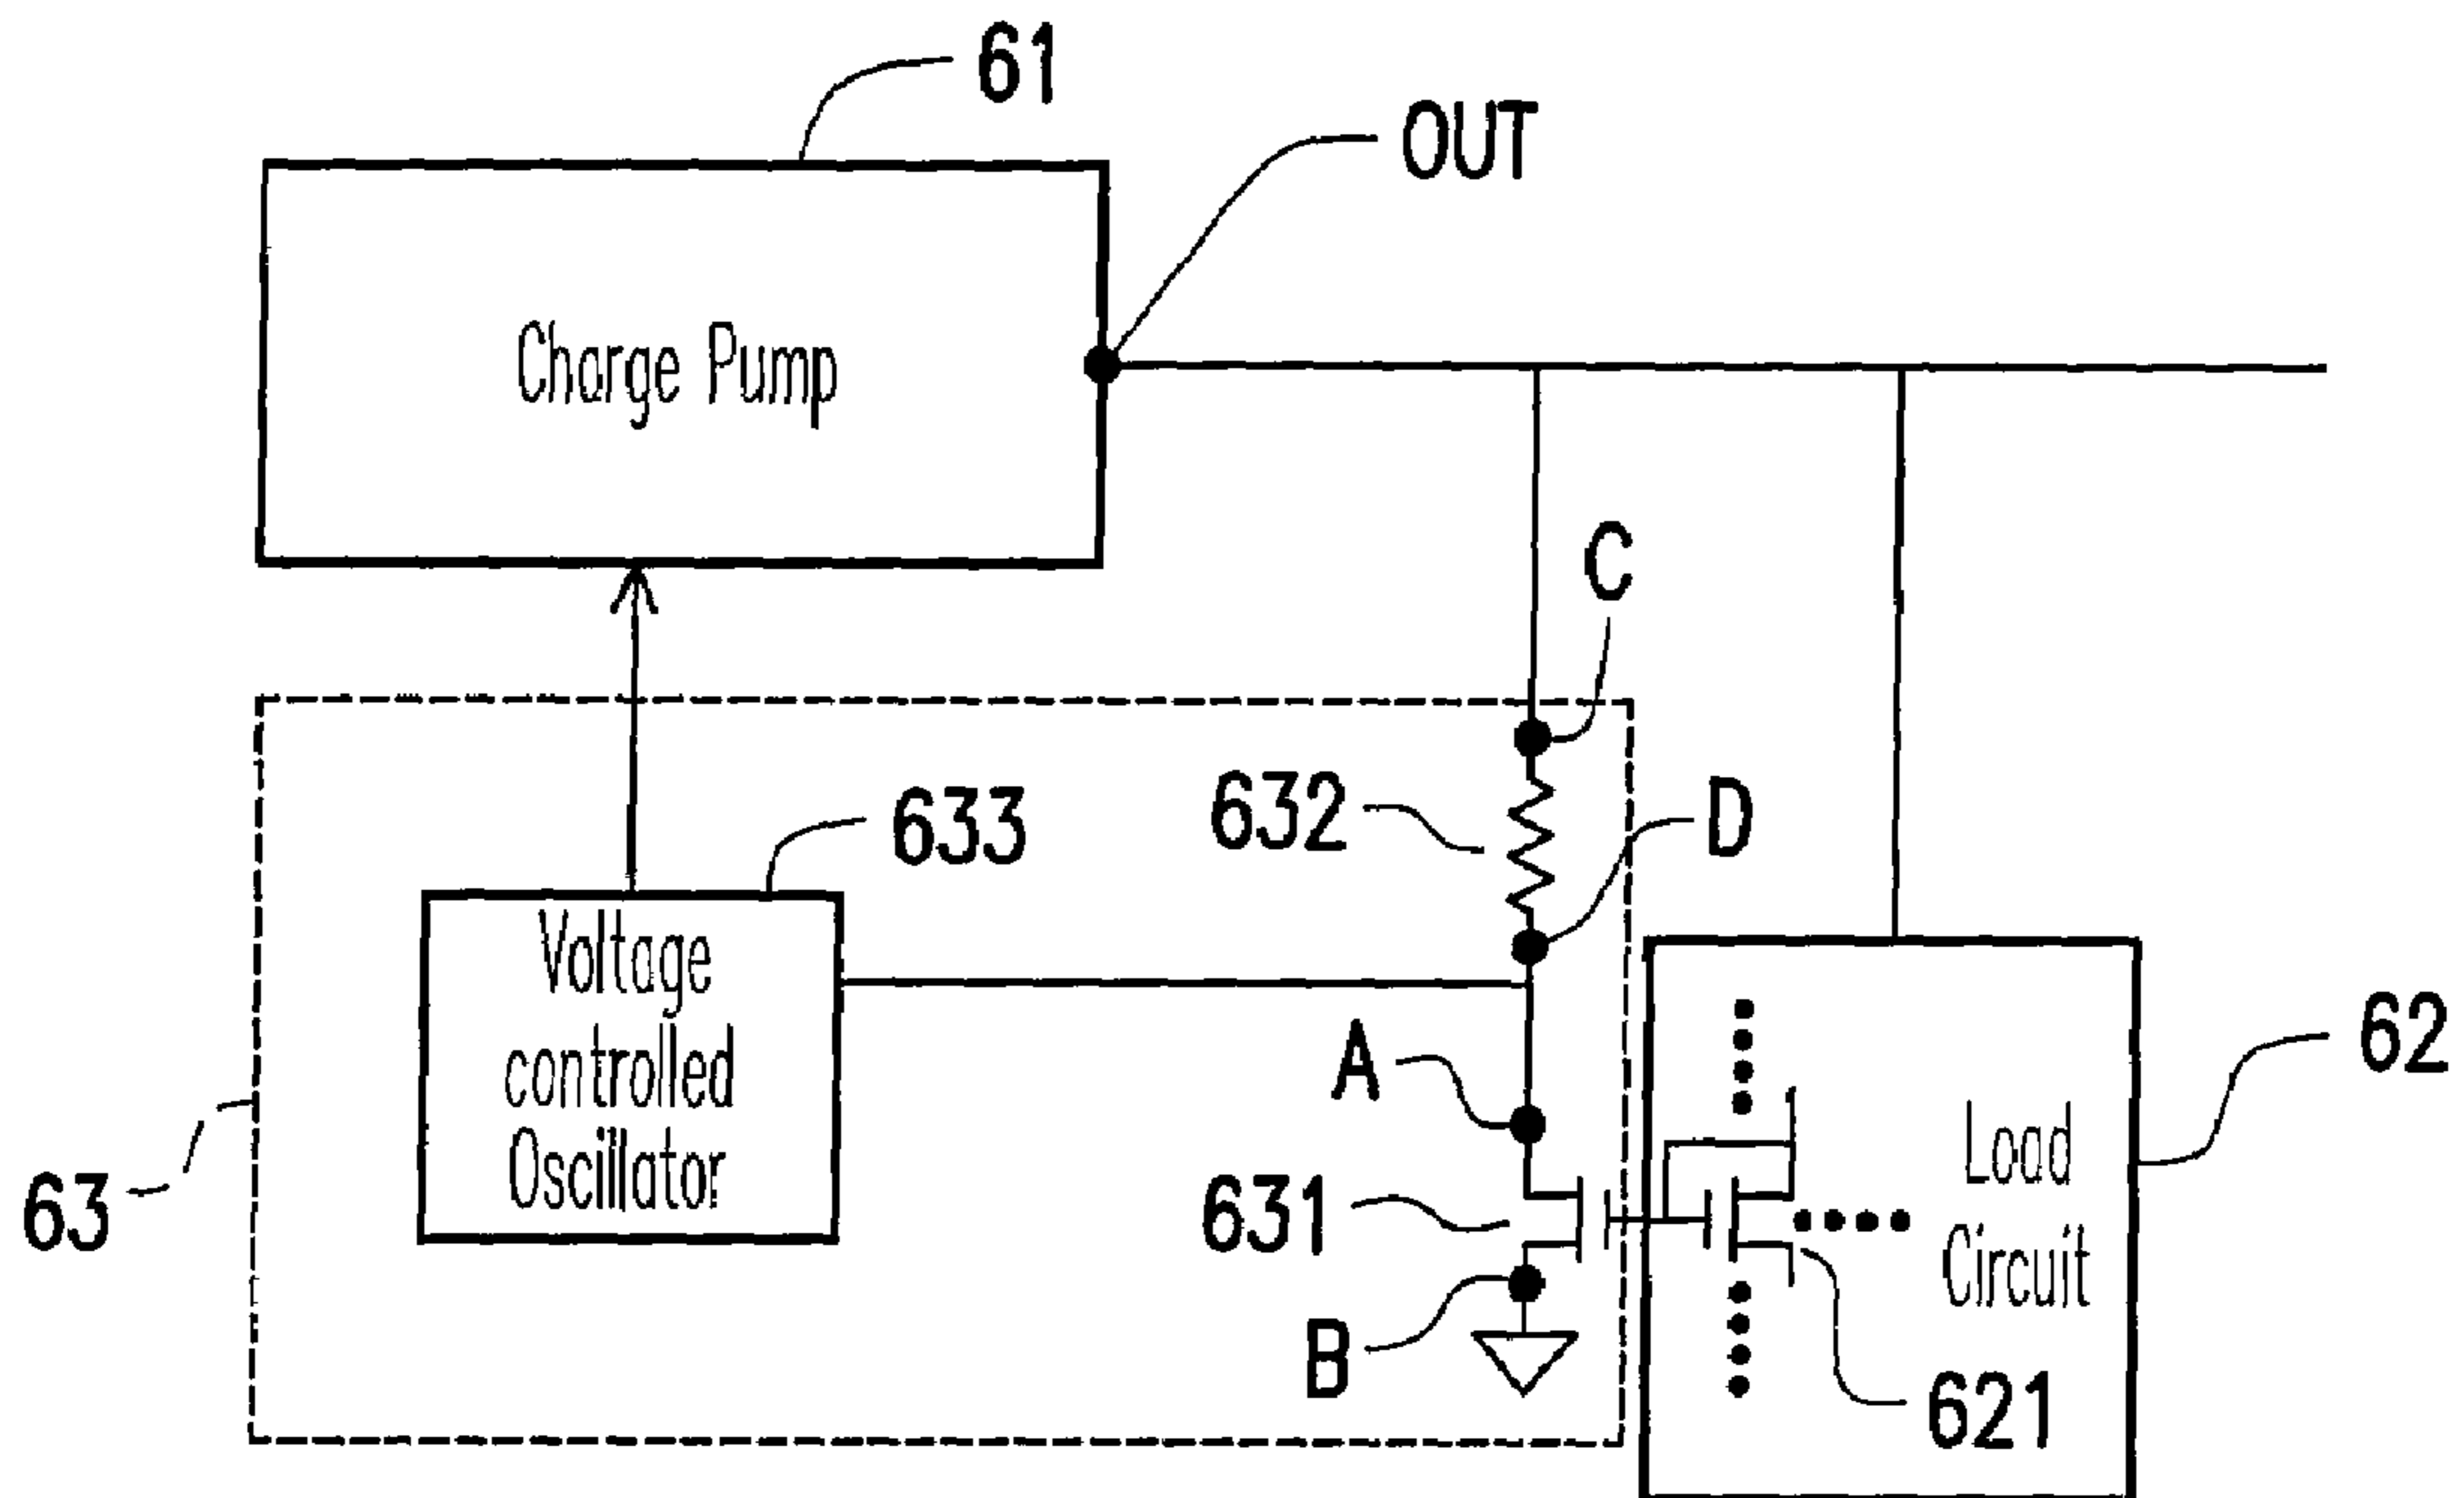 61
OUT
Charge Pump
C
632
D
633
Voltage
controlled
Oscillator
A
62
Load
Circuit
63
631
B
621